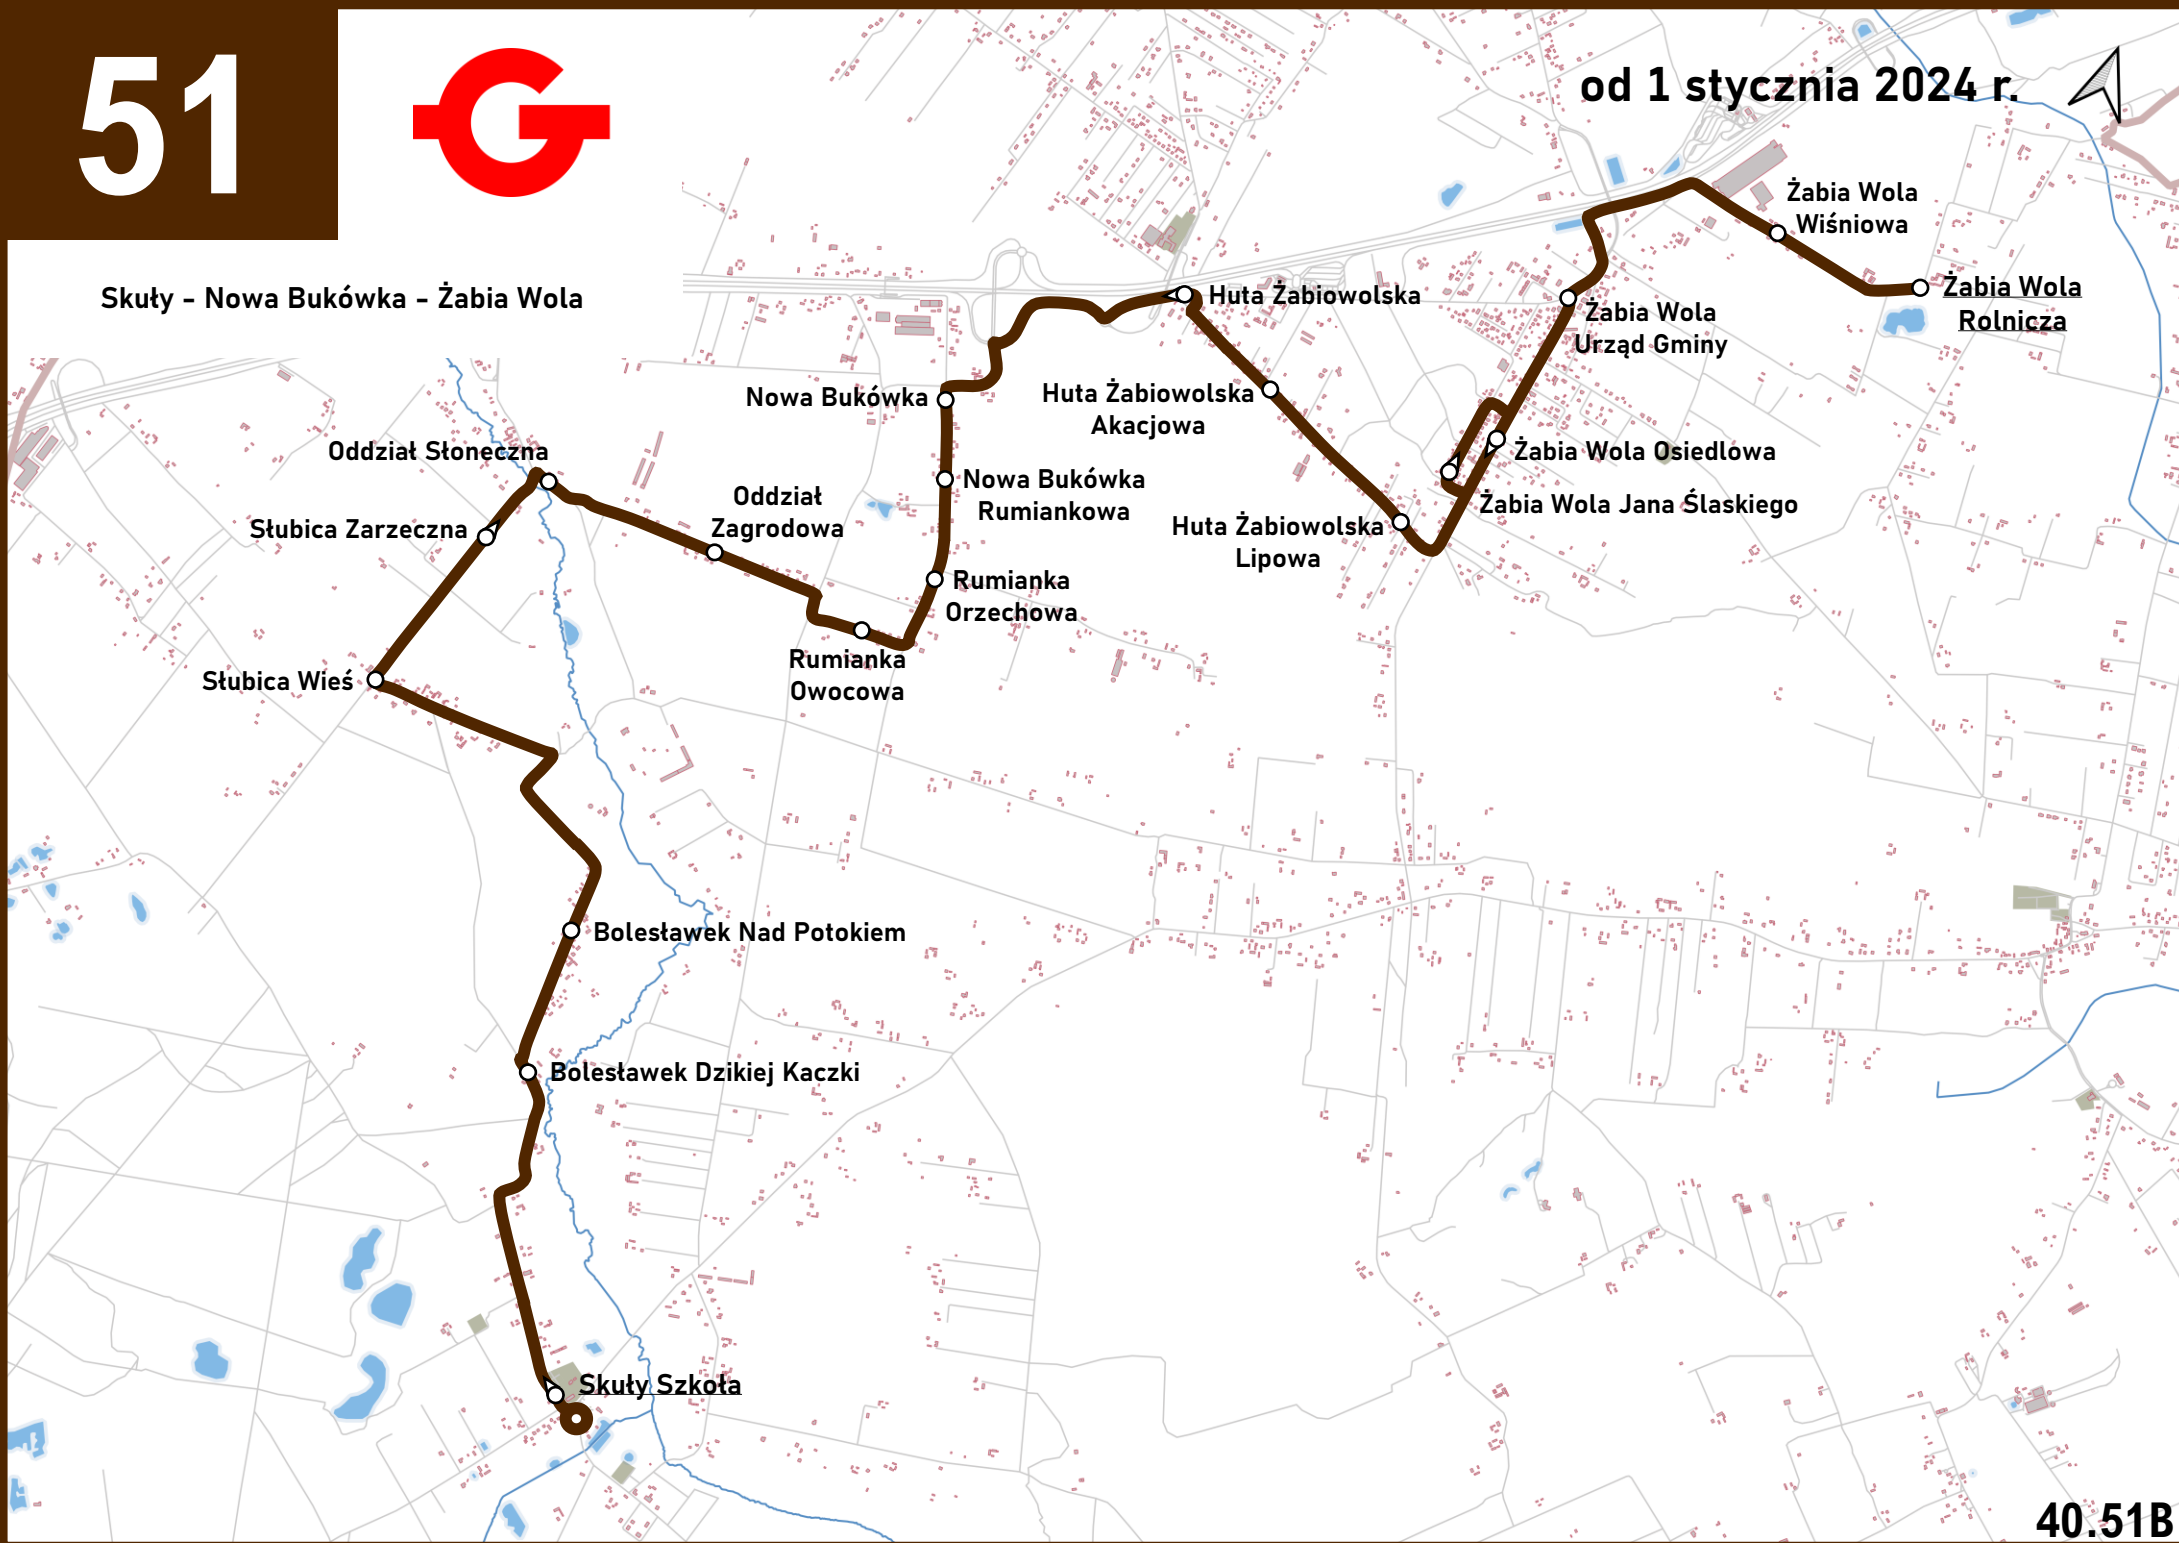 51
G
od 1 stycznia 2024 r.
Skuły - Nowa Bukówka - Żabia Wola
Żabia Wola
Wiśniowa
Żabia Wola
Rolnicza
Huta Żabiowolska
Żabia Wola
Urząd Gminy
Nowa Bukówka
Huta Żabiowolska
Akacjowa
Oddział Słoneczna
Żabia Wola Osiedlowa
Nowa Bukówka
Rumiankowa
Oddział
Zagrodowa
Żabia Wola Jana Ślaskiego
Słubica Zarzeczna
Huta Żabiowolska
Lipowa
Rumianka
Orzechowa
Rumianka
Owocowa
Słubica Wieś
Bolesławek Nad Potokiem
Bolesławek Dzikiej Kaczki
Skuły Szkoła
40.51B